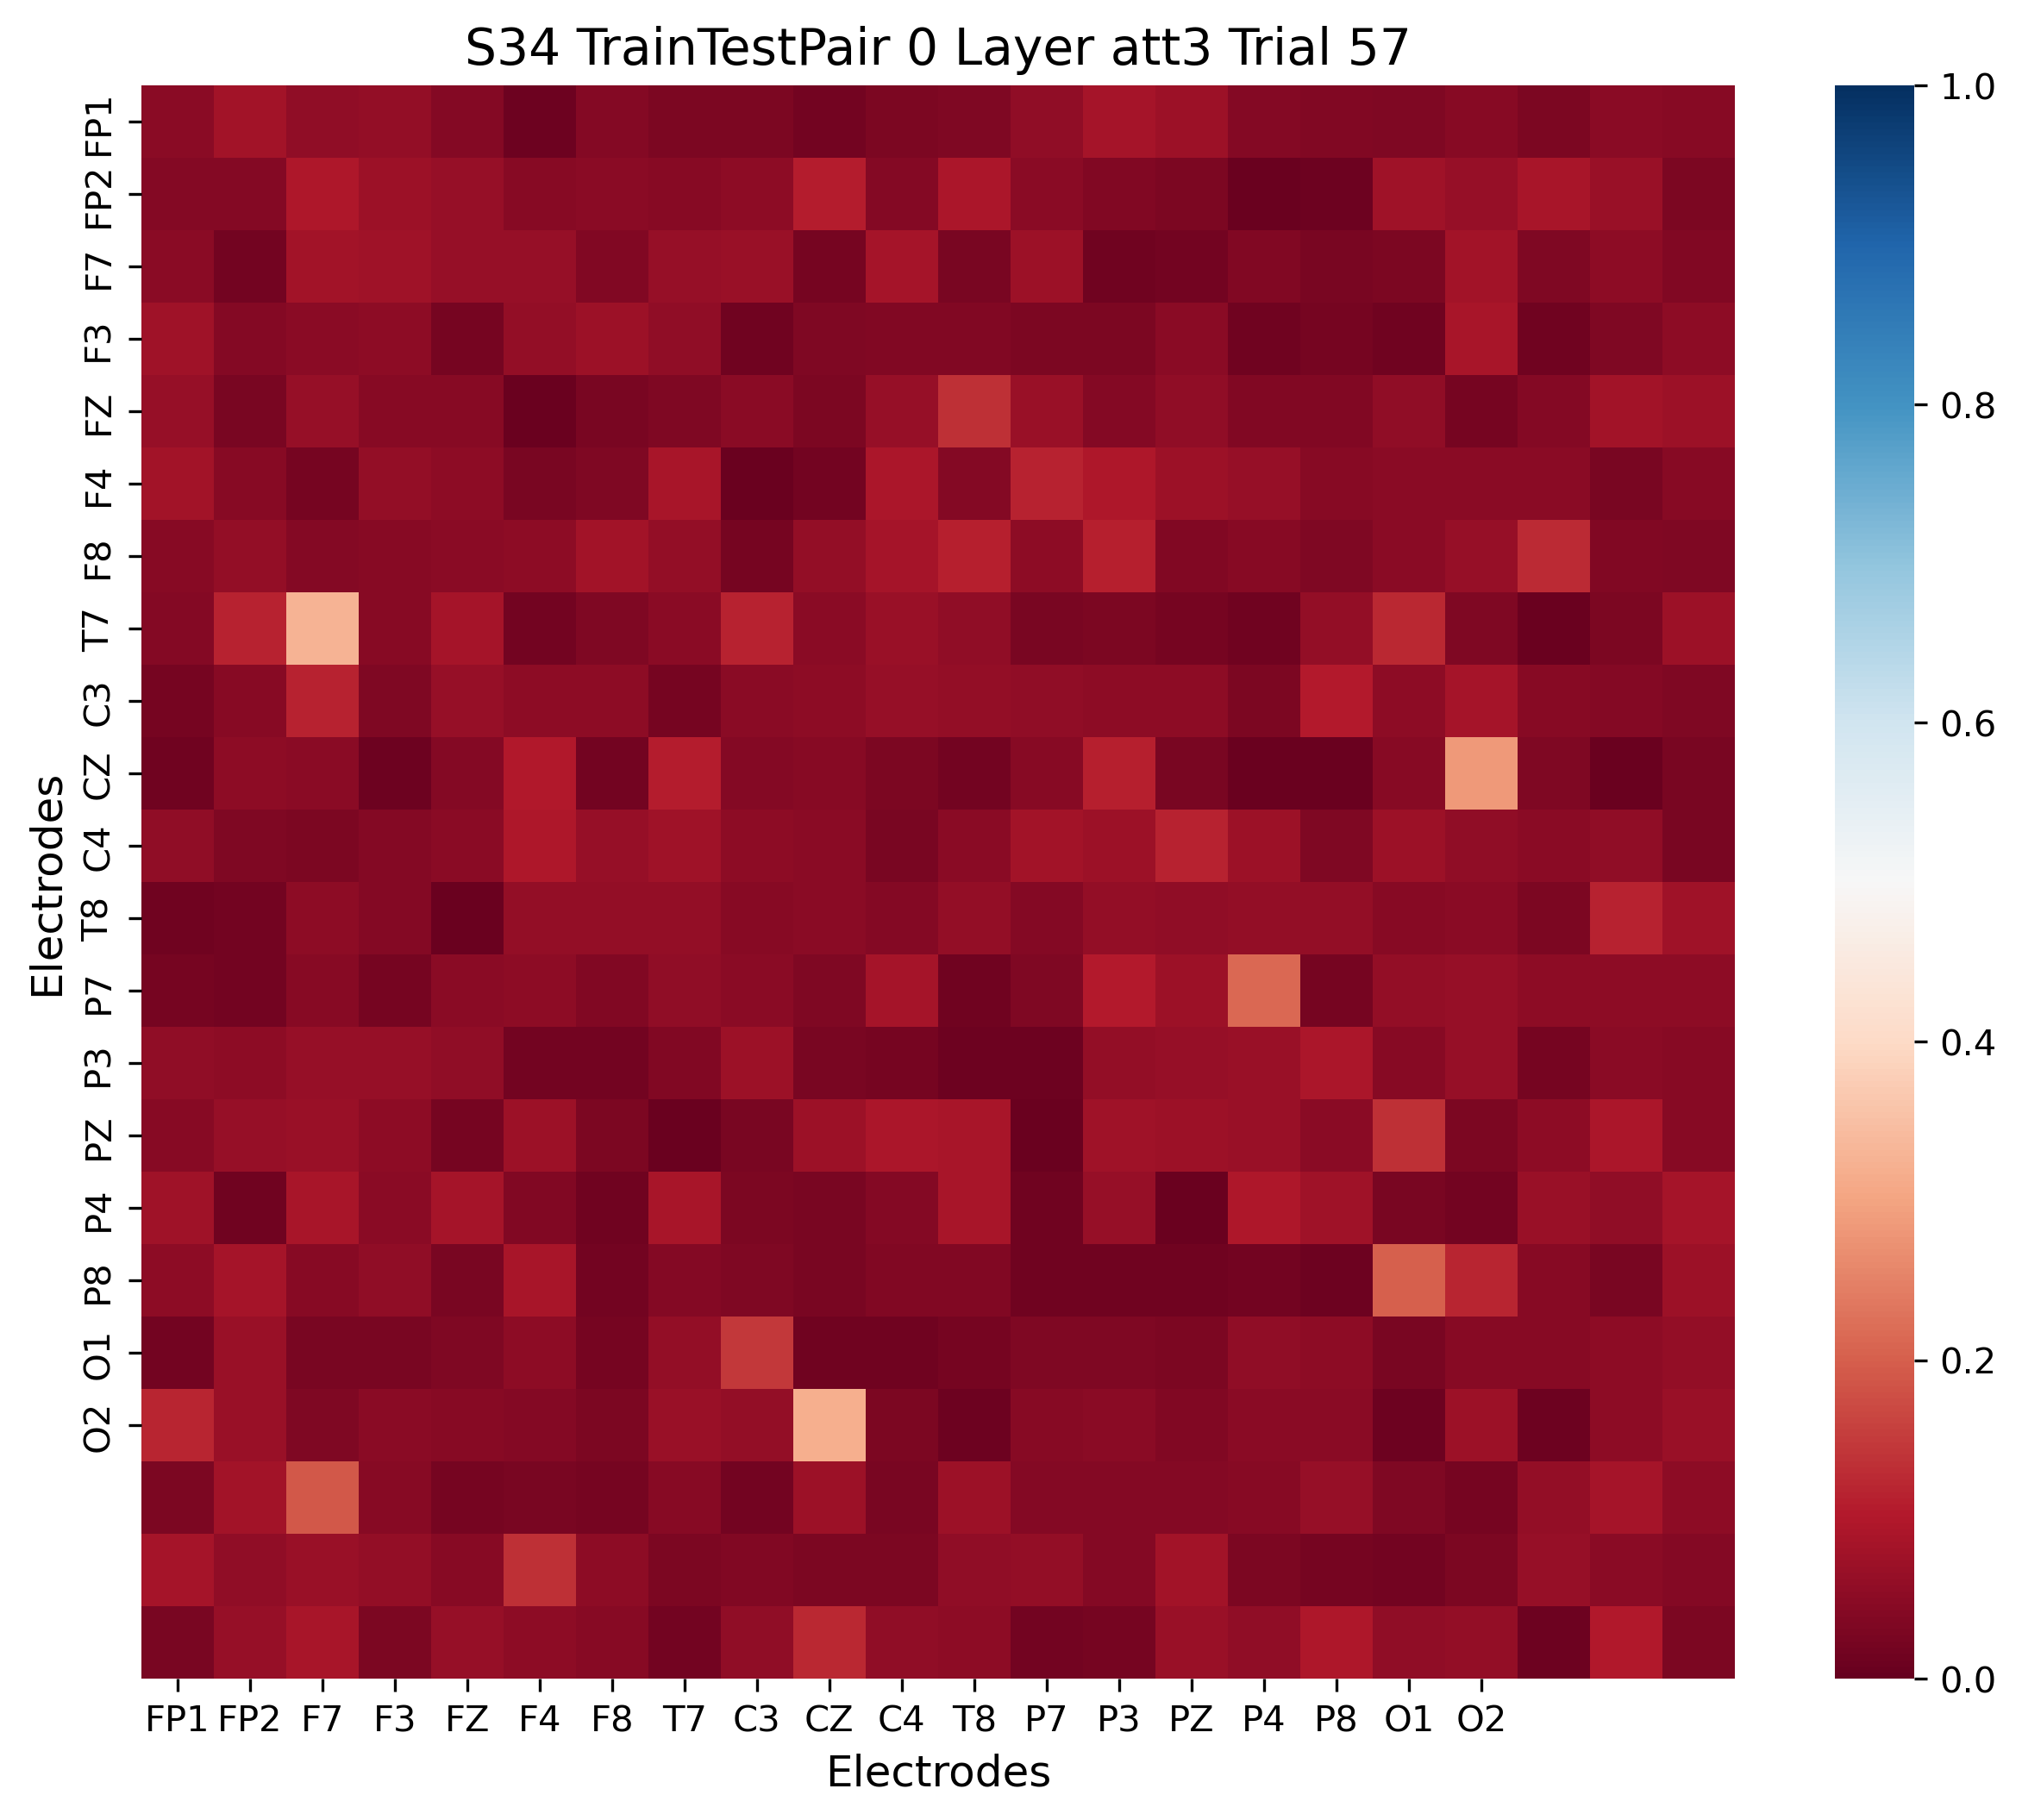 S34 TrainTestPair 0 Layer att3 Trial 57
Electrodes
FP1
FP2
F7
F3
FZ
F4
F8
T7
C3
CZ
C4
T8
P7
P3
PZ
P4
P8
O1
O2
FP1 FP2 F7 F3 FZ F4 F8 T7 C3 CZ C4 T8 P7 P3 PZ P4 P8 O1 O2
Electrodes
1.0
0.8
0.6
0.4
0.2
0.0